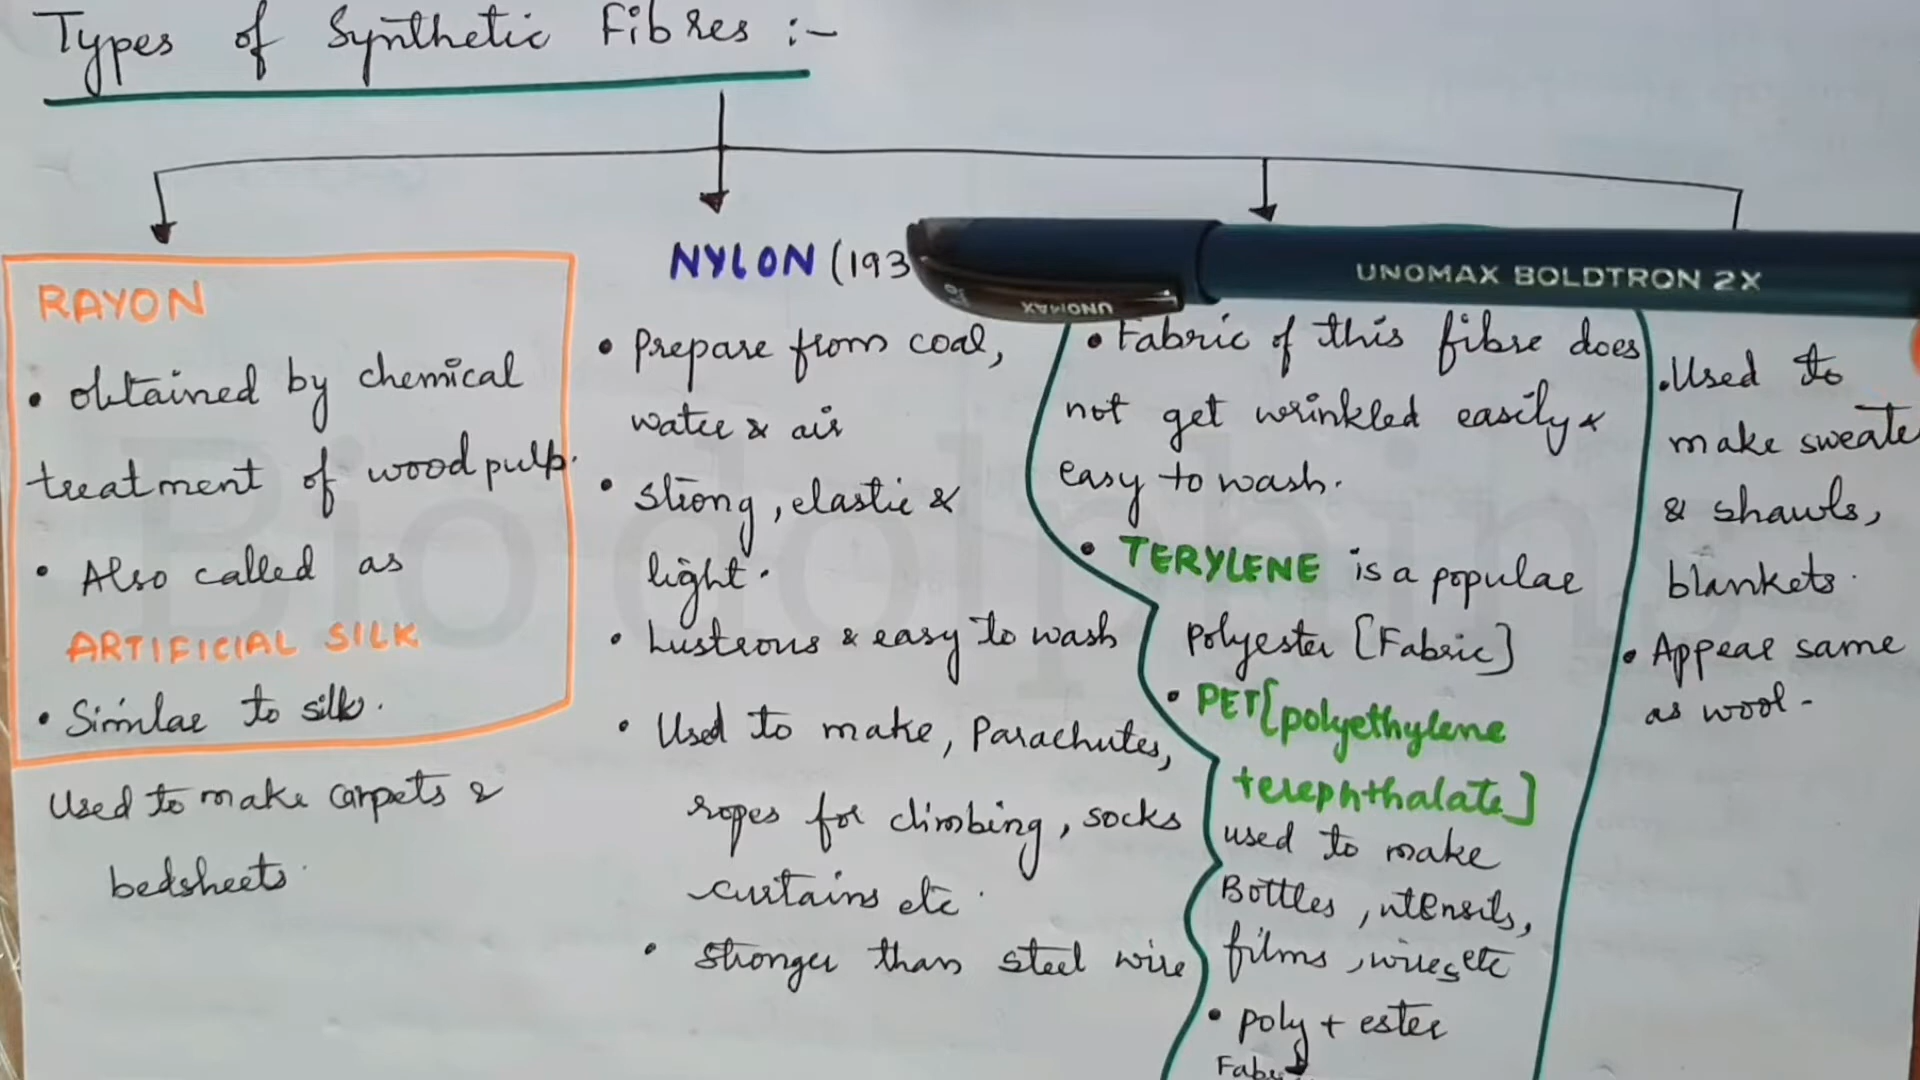 Types of Synthetic Fibres :-
RAYON
• obtained by chemical
treatment of wood pulp.
• Also called as
ARTIFICIAL SILK
• Similar to silk.
Used to make carpets &
bedsheets.
NYLON (193
• Prepare from coal,
water & air
• strong, elastic &
light.
• Lustrous & easy to wash
• Used to make, Parachutes,
ropes for climbing, socks
curtains etc.
• Stronger than steel wire
UNOMAX BOLDTRON 2X
UNOMAX
• Fabric of this fibre does
not get wrinkled easily &
easy to wash.
• TERYLENE is a popular
polyester [Fabric]
• PET[polyethylene
terephthalate]
used to make
Bottles, utensils,
films, wires etc
• poly + ester
• Used to
make sweate
& shawls,
blankets.
• Appear same
as wool -
Biodolphins